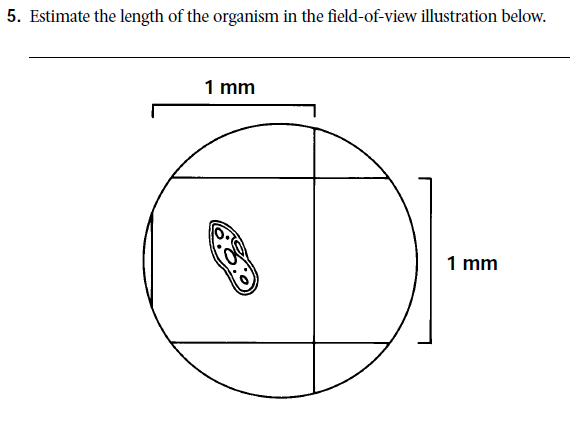 5. Estimate the length of the organism in the field-of-view illustration below.
1 mm
1 mm